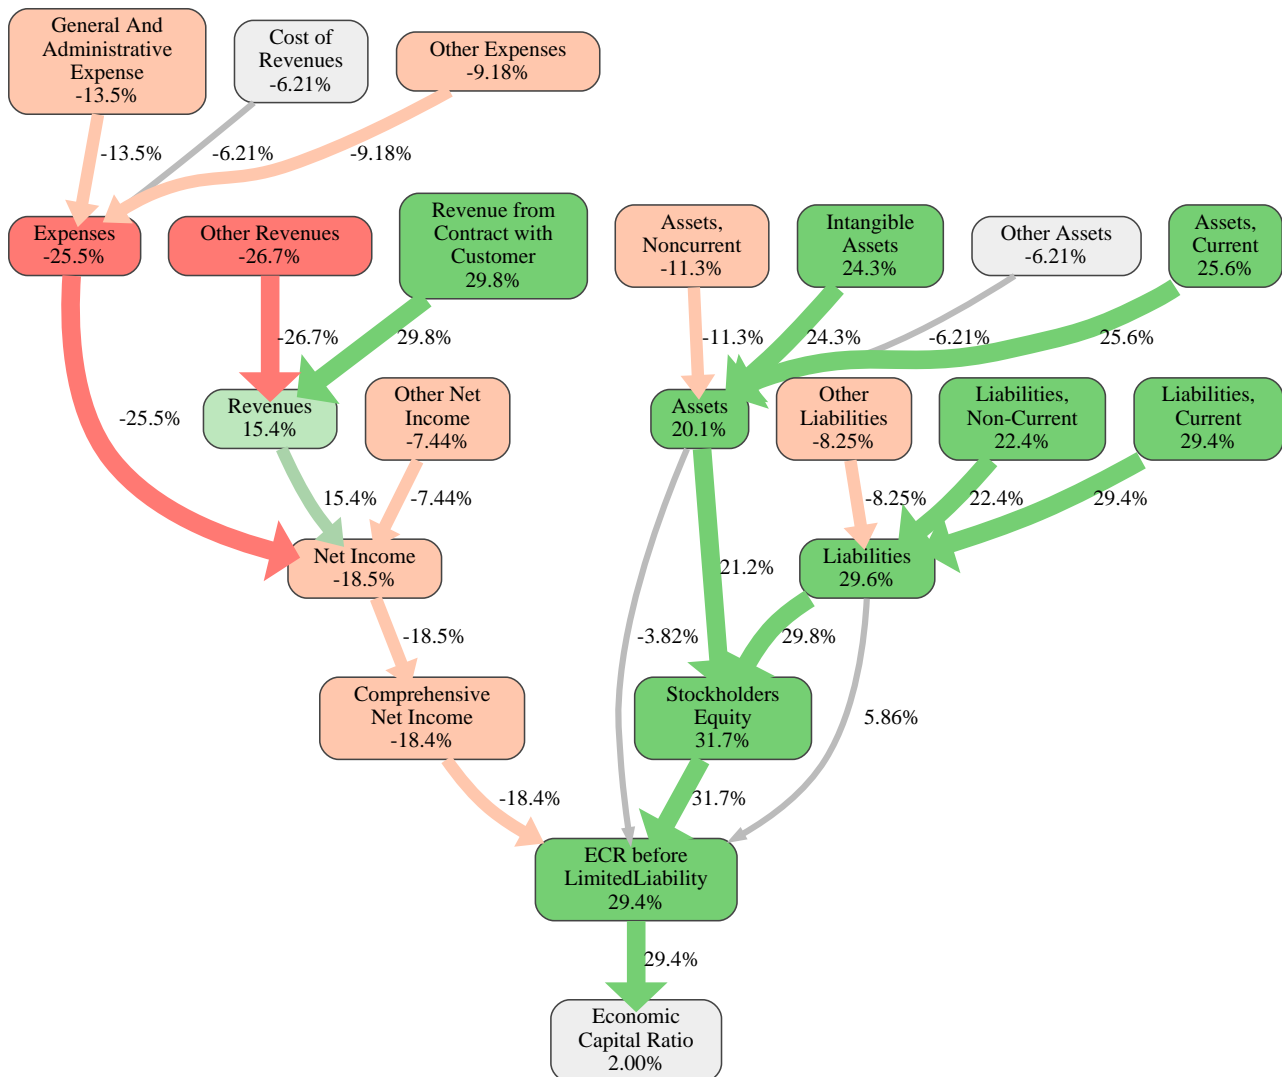 General And
Administrative
Expense
-13.5%
Cost of
Revenues
-6.21%
Other Expenses
-9.18%
-13.5%
-6.21%
-9.18%
Expenses
-25.5%
Other Revenues
-26.7%
Revenue from
Contract with
Customer
29.8%
Assets,
Noncurrent
-11.3%
Intangible
Assets
24.3%
Other Assets
-6.21%
Assets,
Current
25.6%
-26.7%
29.8%
-11.3%
24.3%
-6.21%
25.6%
-25.5%
Revenues
15.4%
Other Net
Income
-7.44%
Assets
20.1%
Other
Liabilities
-8.25%
Liabilities,
Non-Current
22.4%
Liabilities,
Current
29.4%
15.4%
-7.44%
-8.25%
22.4%
29.4%
Net Income
-18.5%
21.2%
Liabilities
29.6%
-18.5%
-3.82%
29.8%
5.86%
Comprehensive
Net Income
-18.4%
Stockholders
Equity
31.7%
-18.4%
31.7%
ECR before
LimitedLiability
29.4%
29.4%
Economic
Capital Ratio
2.00%